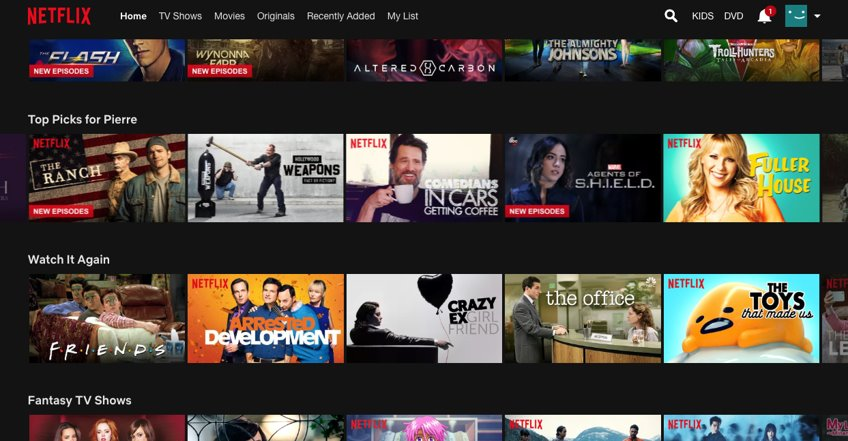 NETFLIX Home TV Shows Movies Originals Recently Added My List KIDS DVD 1
THE FLASH
NEW EPISODES
WYNONNA
EARP
NEW EPISODES
ALTERED CARBON
THE ALMIGHTY
JOHNSONS
TROLLHUNTERS
TALES OF ARCADIA
Top Picks for Pierre
NETFLIX
THE
RANCH
NEW EPISODES
HOLLYWOOD
WEAPONS
FACT OR FICTION?
NETFLIX
COMEDIANS
IN CARS
GETTING COFFEE
abc
MARVEL
AGENTS OF
S.H.I.E.L.D.
NEW EPISODES
NETFLIX
FULLER
HOUSE
Watch It Again
F·R·I·E·N·D·S
NETFLIX
ARRESTED
DEVELOPMENT
CRAZY
EX GIRL
FRIEND
the office
RECEPTION
NETFLIX
THE
TOYS
that made us
Fantasy TV Shows
NETFLIX
NETFLIX
NETFLIX